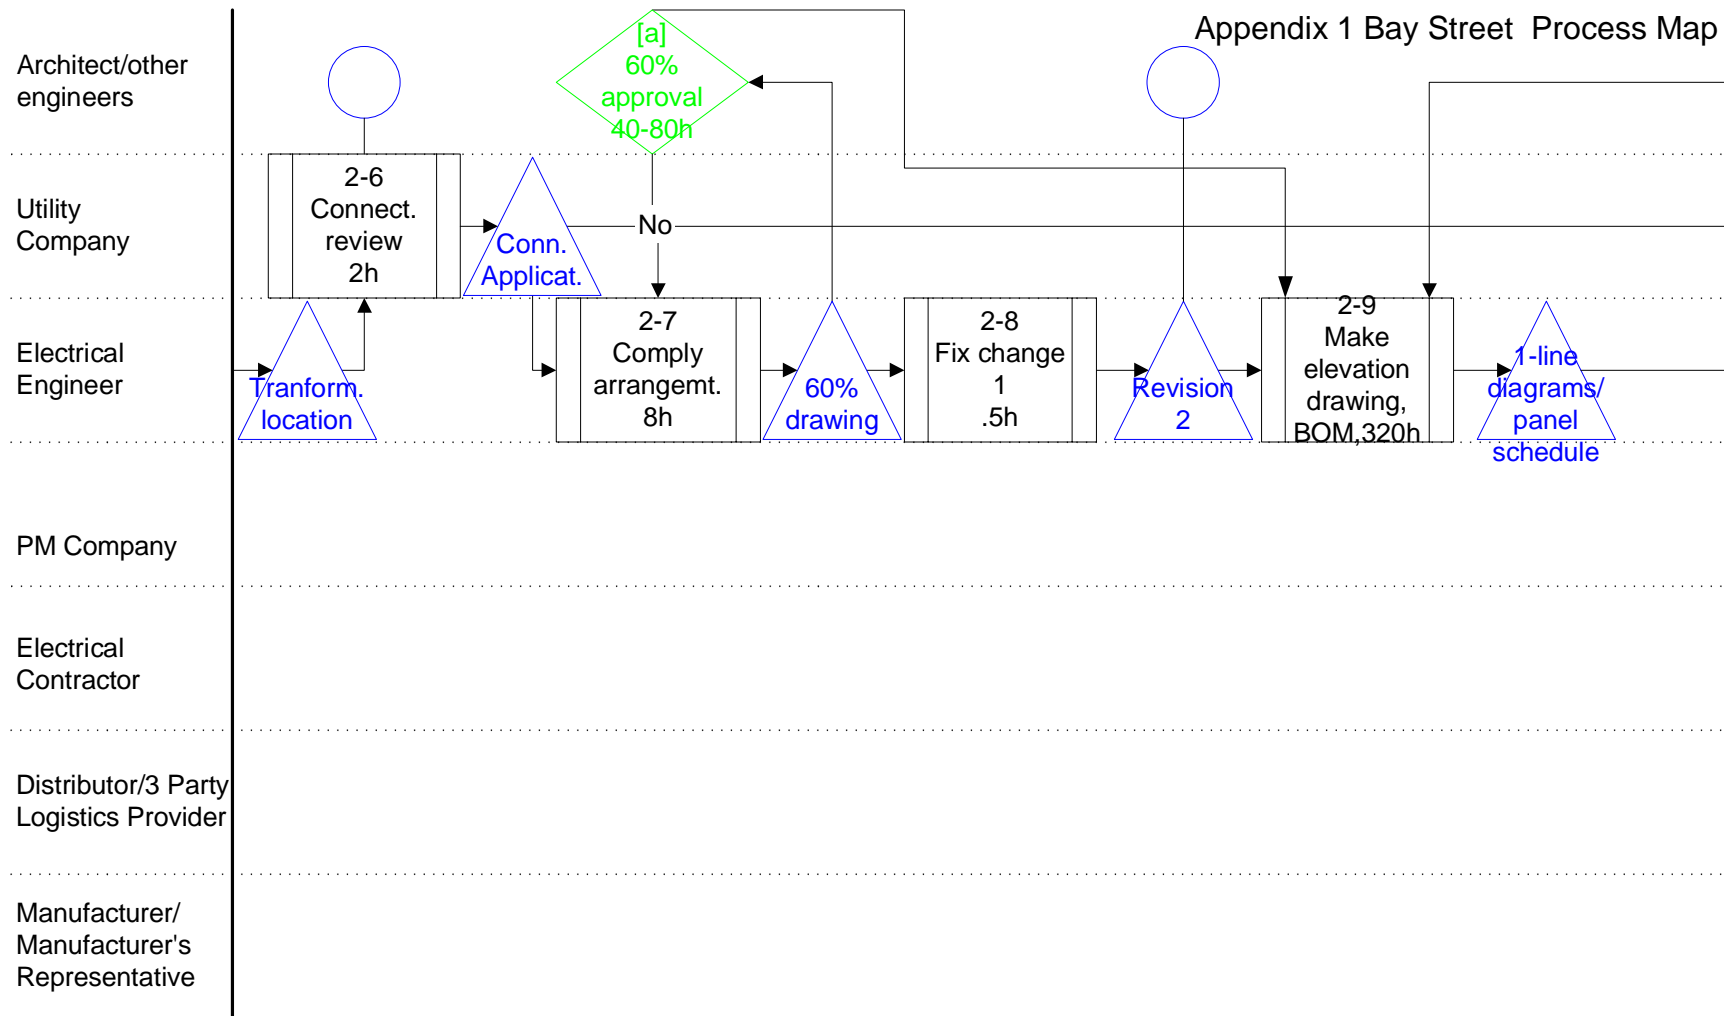 Appendix 1 Bay Street  Process Map
Architect/other
engineers
[a]
60%
approval
40-80h
Utility
Company
2-6
Connect.
review
2h
Conn.
Applicat.
No
Electrical
Engineer
Tranform.
location
2-7
Comply
arrangemt.
8h
60%
drawing
2-8
Fix change
1
.5h
Revision
2
2-9
Make
elevation
drawing,
BOM,320h
1-line
diagrams/
panel
schedule
PM Company
Electrical
Contractor
Distributor/3 Party
Logistics Provider
Manufacturer/
Manufacturer's
Representative